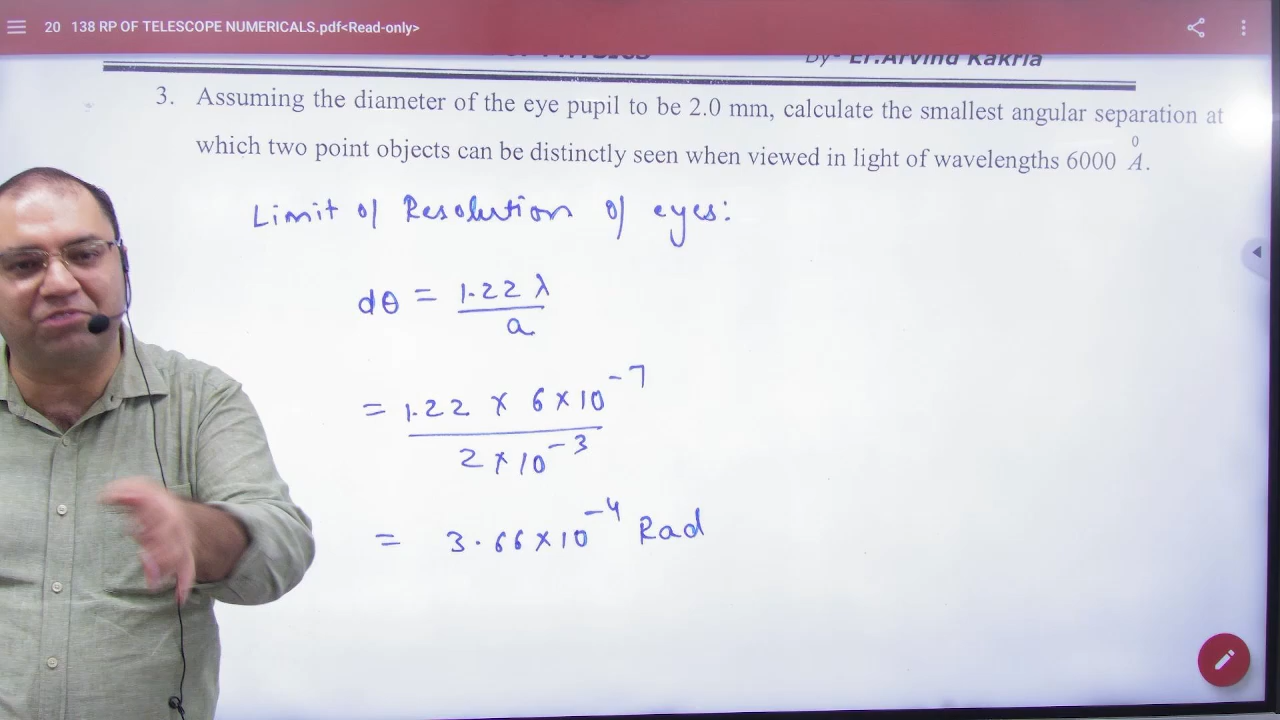 20 138 RP OF TELESCOPE NUMERICALS.pdf<Read-only>
By- Er.Arvind Kakria
3. Assuming the diameter of the eye pupil to be 2.0 mm, calculate the smallest angular separation at
which two point objects can be distinctly seen when viewed in light of wavelengths 6000 Å.
Limit of Resolution of eyes:
dθ = 1.22 λ / a
= 1.22 × 6×10⁻⁷ / 2×10⁻³
= 3.66×10⁻⁴ Rad